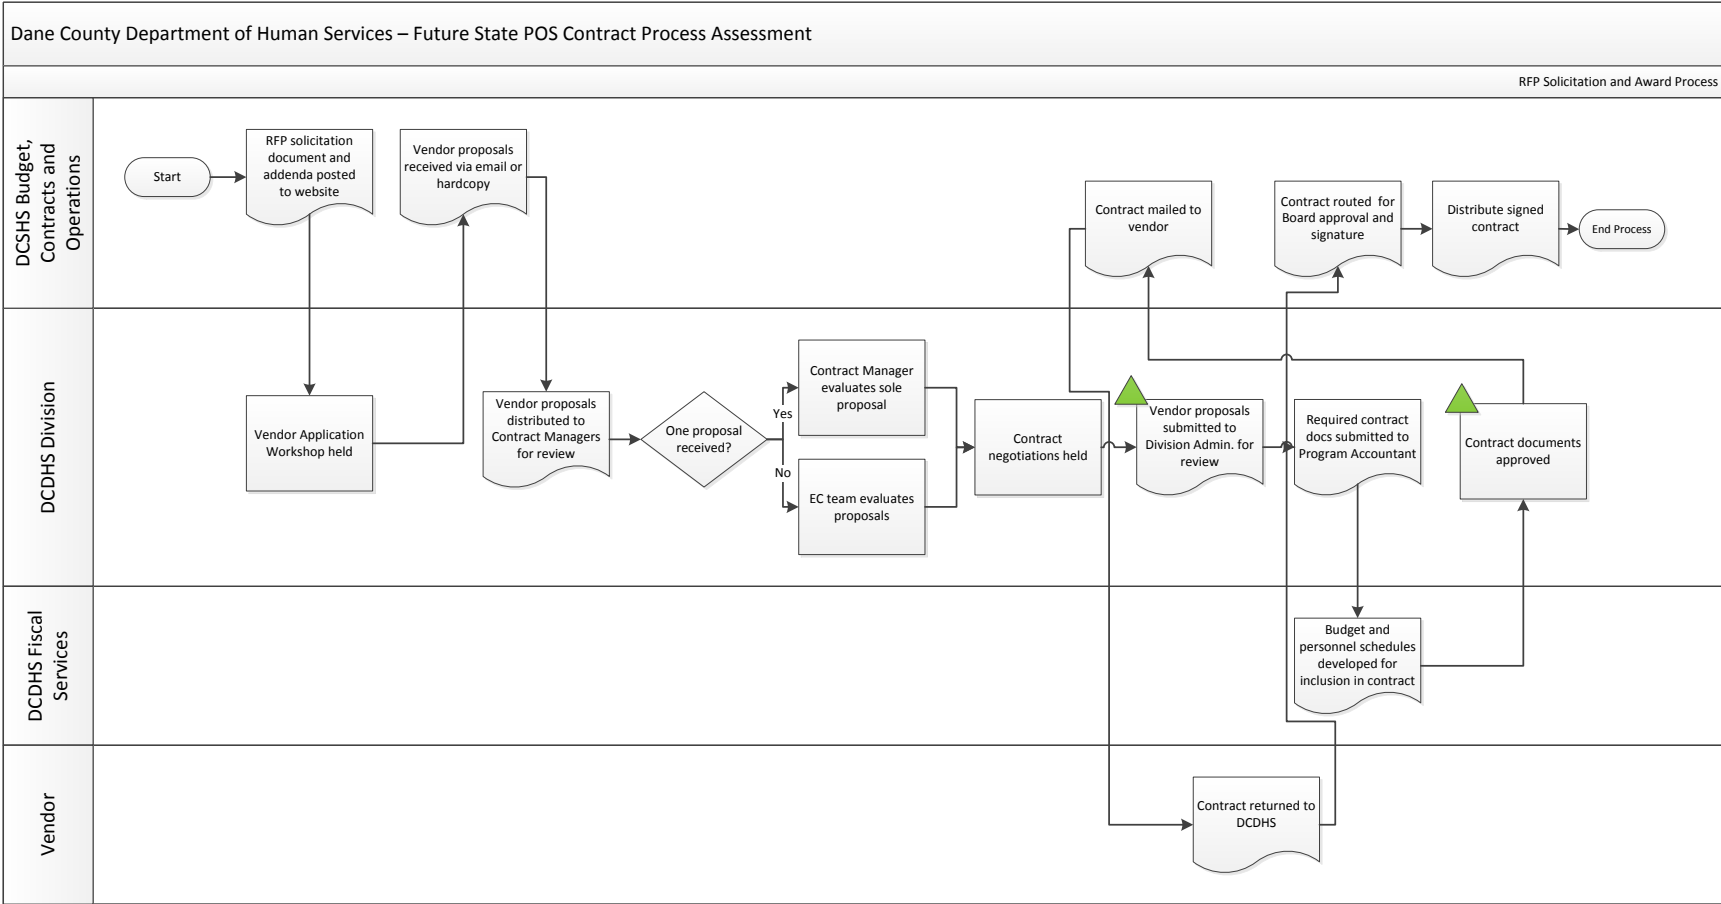 Dane County Department of Human Services – Future State POS Contract Process Assessment
RFP Solicitation and Award Process
DCSHS Budget,
Contracts and
Operations
Start
RFP solicitation
document and
addenda posted
to website
Vendor proposals
received via email or
hardcopy
Contract mailed to
vendor
Contract routed for
Board approval and
signature
Distribute signed
contract
End Process
DCDHS Division
Vendor Application
Workshop held
Vendor proposals
distributed to
Contract Managers
for review
One proposal
received?
Yes
No
Contract Manager
evaluates sole
proposal
EC team evaluates
proposals
Contract
negotiations held
Vendor proposals
submitted to
Division Admin. for
review
Required contract
docs submitted to
Program Accountant
Contract documents
approved
DCDHS Fiscal
Services
Budget and
personnel schedules
developed for
inclusion in contract
Vendor
Contract returned to
DCDHS